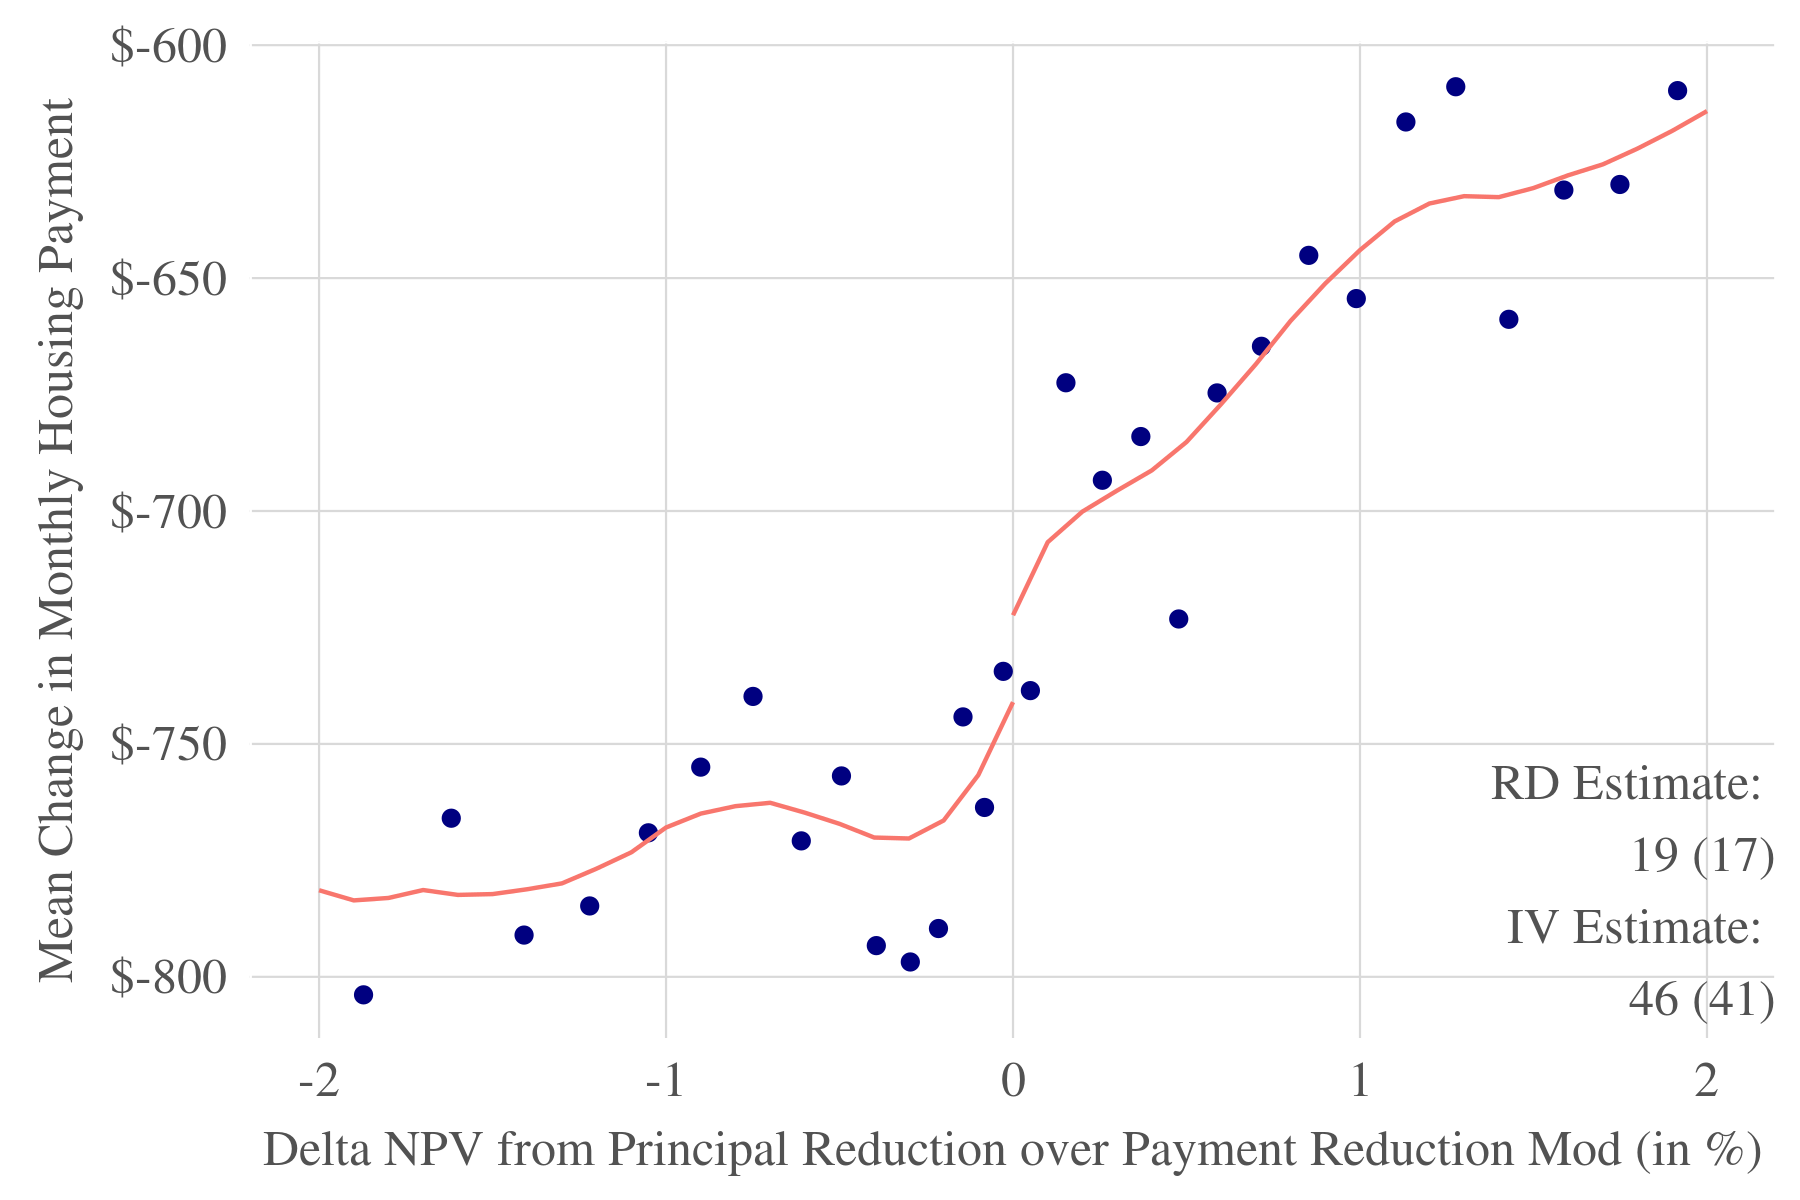 Mean Change in Monthly Housing Payment
$-600
$-650
$-700
$-750
$-800
RD Estimate:
19 (17)
IV Estimate:
46 (41)
-2 -1 0 1 2
Delta NPV from Principal Reduction over Payment Reduction Mod (in %)